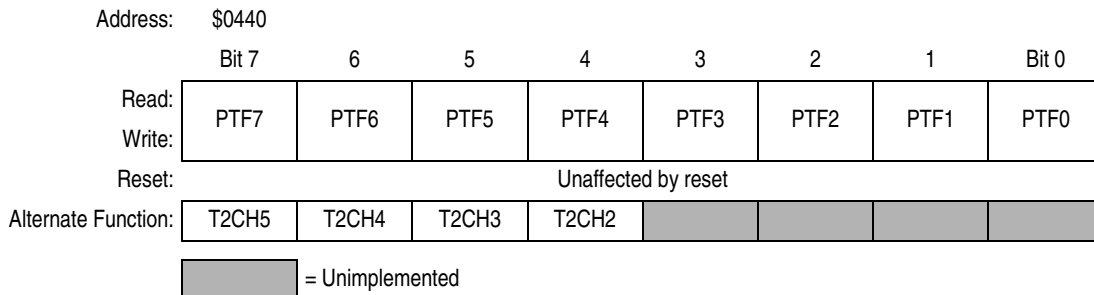 Address: $0440
Bit 7 6 5 4 3 2 1 Bit 0
Read:
PTF7 PTF6 PTF5 PTF4 PTF3 PTF2 PTF1 PTF0
Write:
Reset: Unaffected by reset
Alternate Function: T2CH5 T2CH4 T2CH3 T2CH2
= Unimplemented